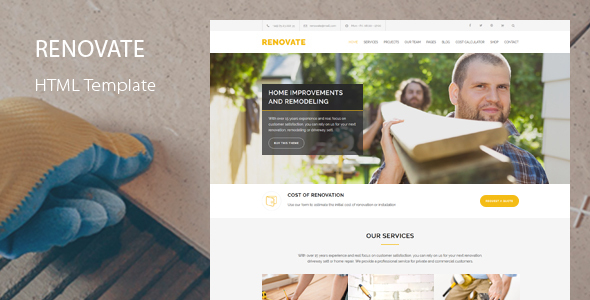 RENOVATE
HTML Template
RENOVATE
HOME SERVICES PROJECTS OUR TEAM PAGES BLOG COST CALCULATOR SHOP CONTACT
HOME IMPROVEMENTS
AND REMODELING
With over 15 years experience and real focus on
customer satisfaction, you can rely on us for your next
renovation, remodeling or driveway sett.
BUY THIS THEME
COST OF RENOVATION
Use our form to estimate the initial cost of renovation or installation
REQUEST A QUOTE
OUR SERVICES
With over 15 years experience and real focus on customer satisfaction, you can rely on us for your next renovation,
driveway sett or home repair. We provide a professional service for private and commercial customers.